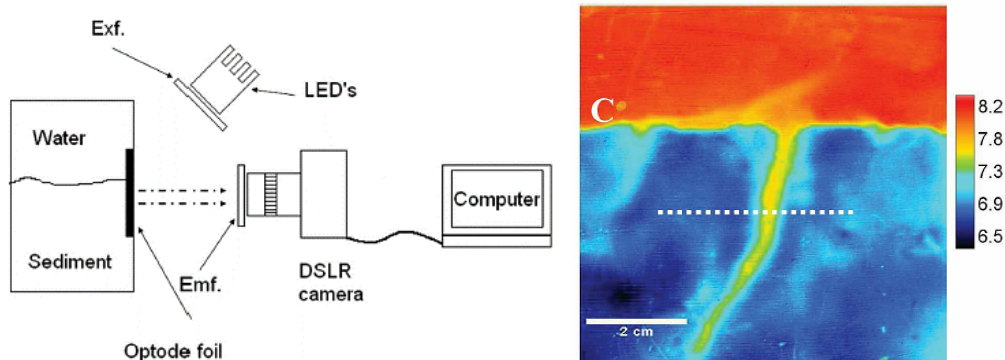 Exf.
LED's
Water
Sediment
Optode foil
Emf.
DSLR
camera
Computer
C
2 cm
8.2
7.8
7.3
6.9
6.5